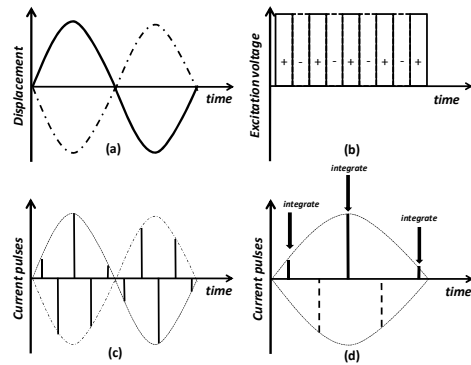 Displacement
time
(a)
Excitation voltage
+ - + - + - + - +
time
(b)
Current pulses
time
(c)
Current pulses
integrate
integrate
integrate
time
(d)